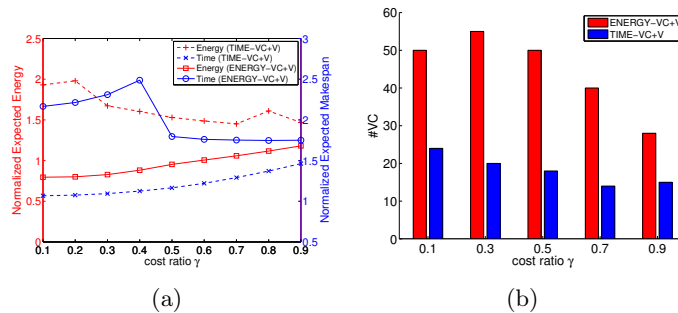 2.5
2
1.5
1
0.5
0
Normalized Expected Energy
Energy (TIME−VC+V)
Time (TIME−VC+V)
Energy (ENERGY−VC+V)
Time (ENERGY−VC+V)
3
2.5
2
1.5
1
0.5
Normalized Expected Makespan
0.1 0.2 0.3 0.4 0.5 0.6 0.7 0.8 0.9
cost ratio γ
(a)
60
50
40
30
20
10
0
#VC
ENERGY−VC+V
TIME−VC+V
0.1 0.3 0.5 0.7 0.9
cost ratio γ
(b)